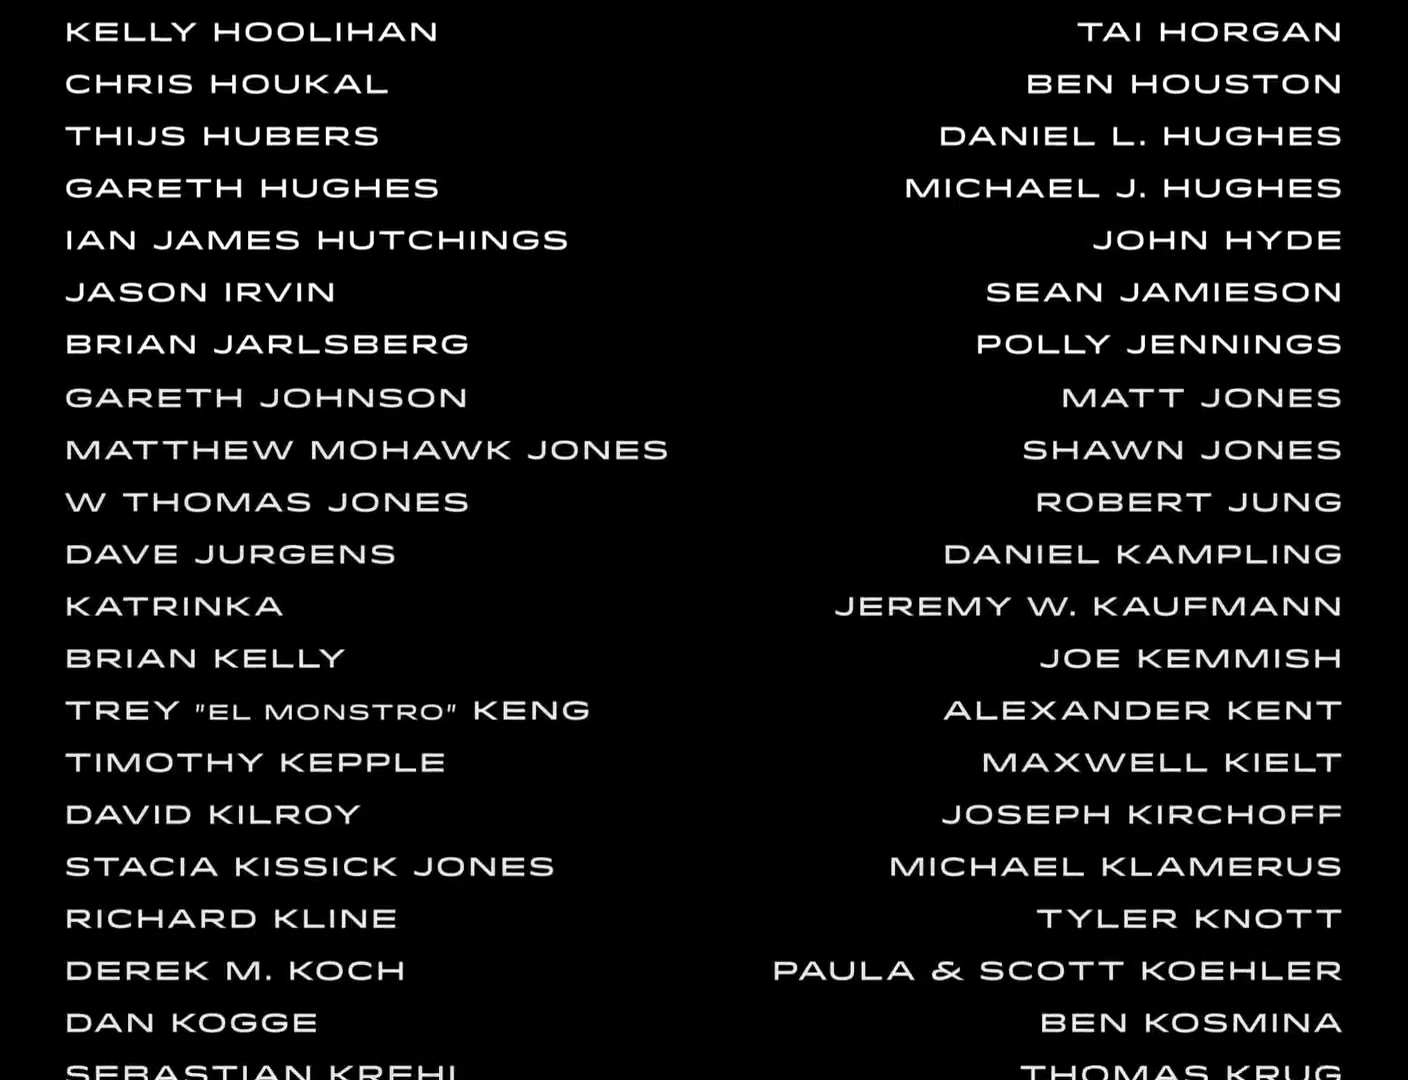 KELLY HOOLIHAN TAI HORGAN
CHRIS HOUKAL BEN HOUSTON
THIJS HUBERS DANIEL L. HUGHES
GARETH HUGHES MICHAEL J. HUGHES
IAN JAMES HUTCHINGS JOHN HYDE
JASON IRVIN SEAN JAMIESON
BRIAN JARLSBERG POLLY JENNINGS
GARETH JOHNSON MATT JONES
MATTHEW MOHAWK JONES SHAWN JONES
W THOMAS JONES ROBERT JUNG
DAVE JURGENS DANIEL KAMPLING
KATRINKA JEREMY W. KAUFMANN
BRIAN KELLY JOE KEMMISH
TREY "EL MONSTRO" KENG ALEXANDER KENT
TIMOTHY KEPPLE MAXWELL KIELT
DAVID KILROY JOSEPH KIRCHOFF
STACIA KISSICK JONES MICHAEL KLAMERUS
RICHARD KLINE TYLER KNOTT
DEREK M. KOCH PAULA & SCOTT KOEHLER
DAN KOGGE BEN KOSMINA
SEBASTIAN KREHL THOMAS KRUG